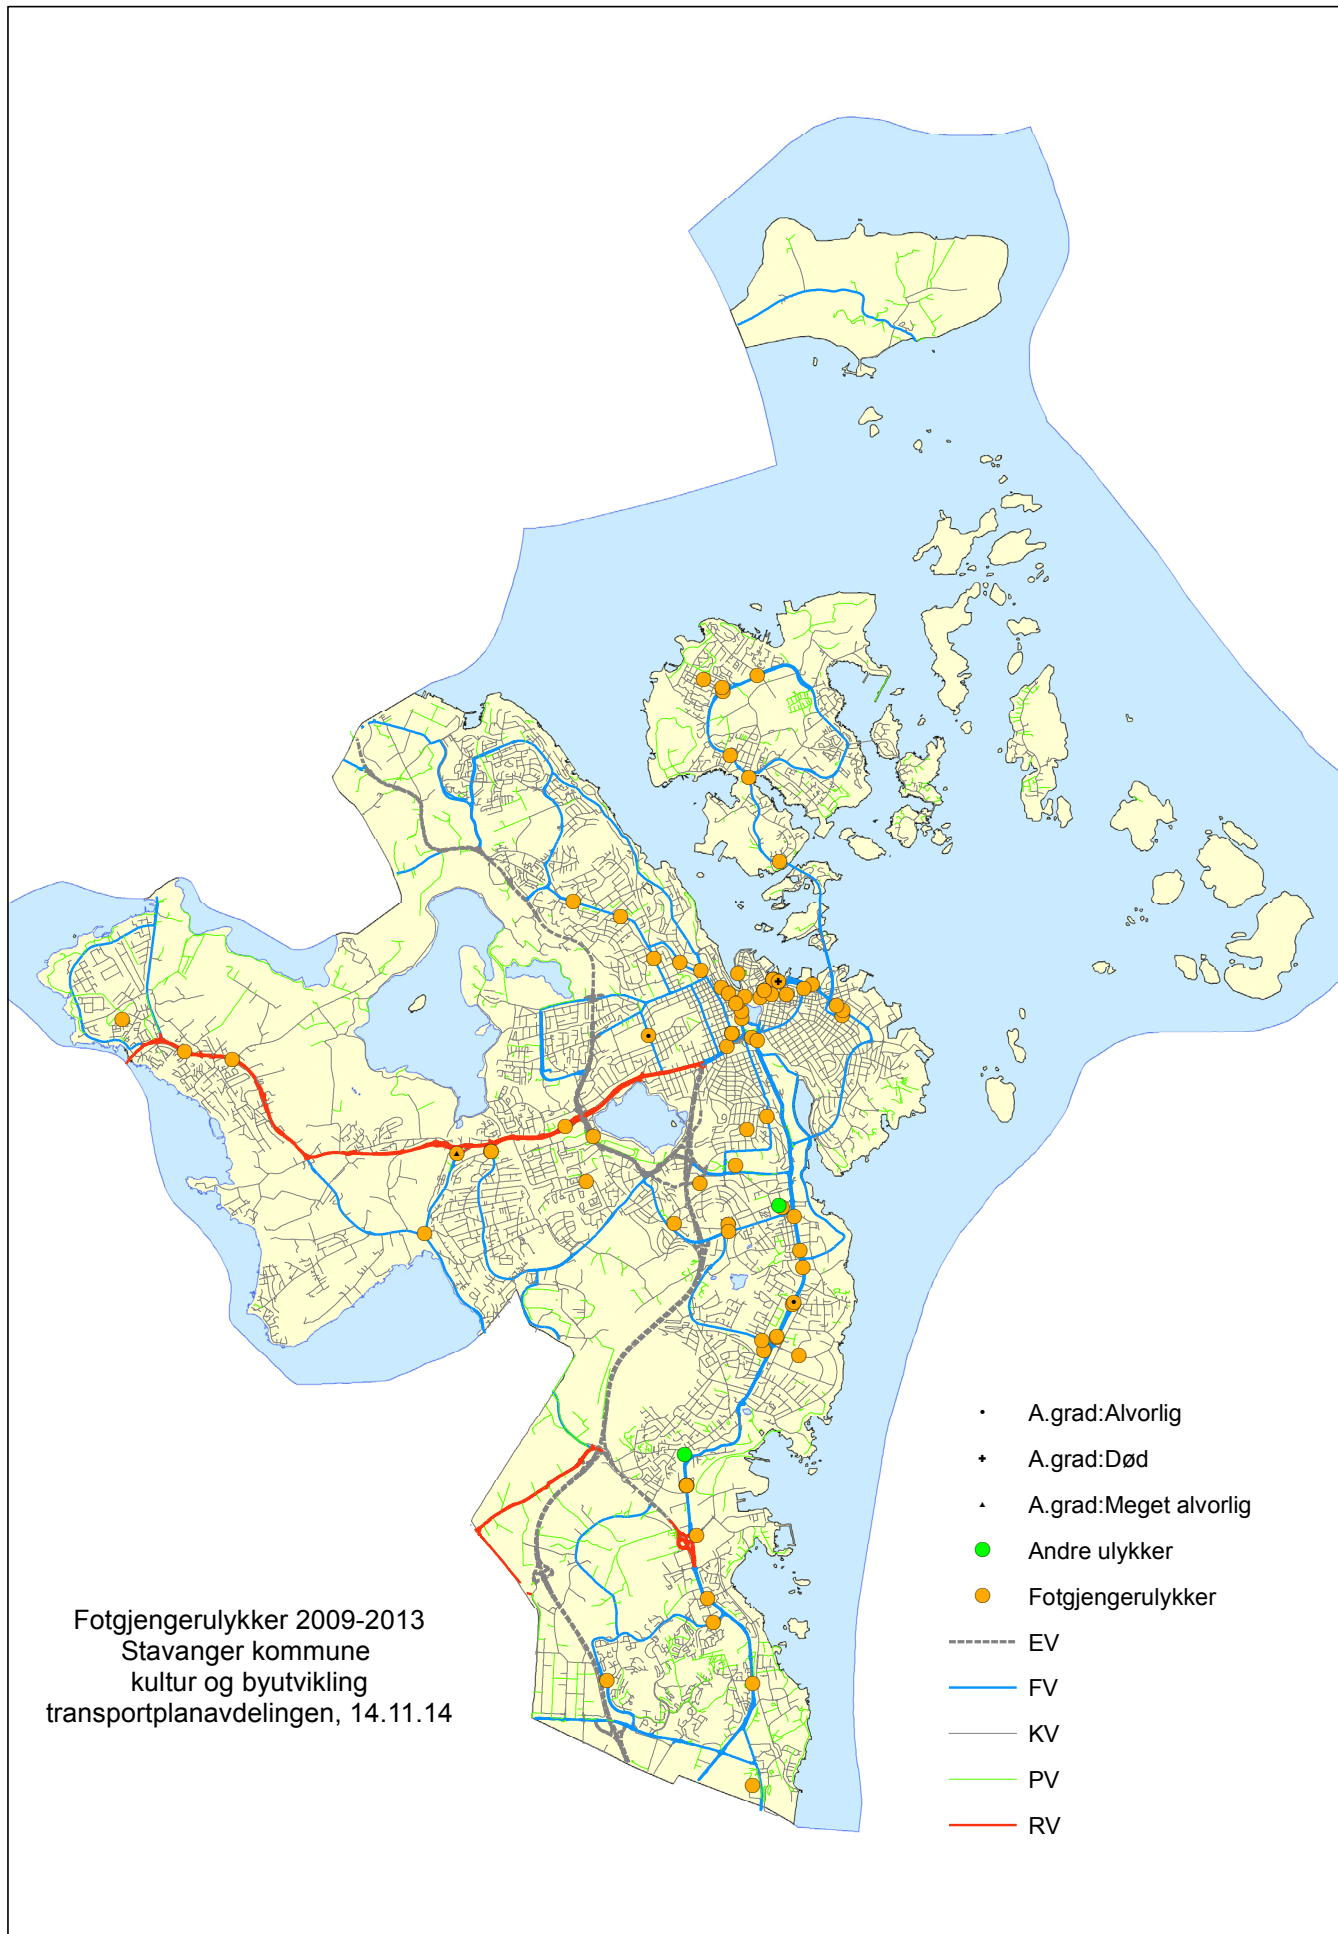 A.grad:Alvorlig
A.grad:Død
A.grad:Meget alvorlig
Andre ulykker
Fotgjengerulykker
EV
FV
KV
PV
RV
Fotgjengerulykker 2009-2013
Stavanger kommune
kultur og byutvikling
transportplanavdelingen, 14.11.14